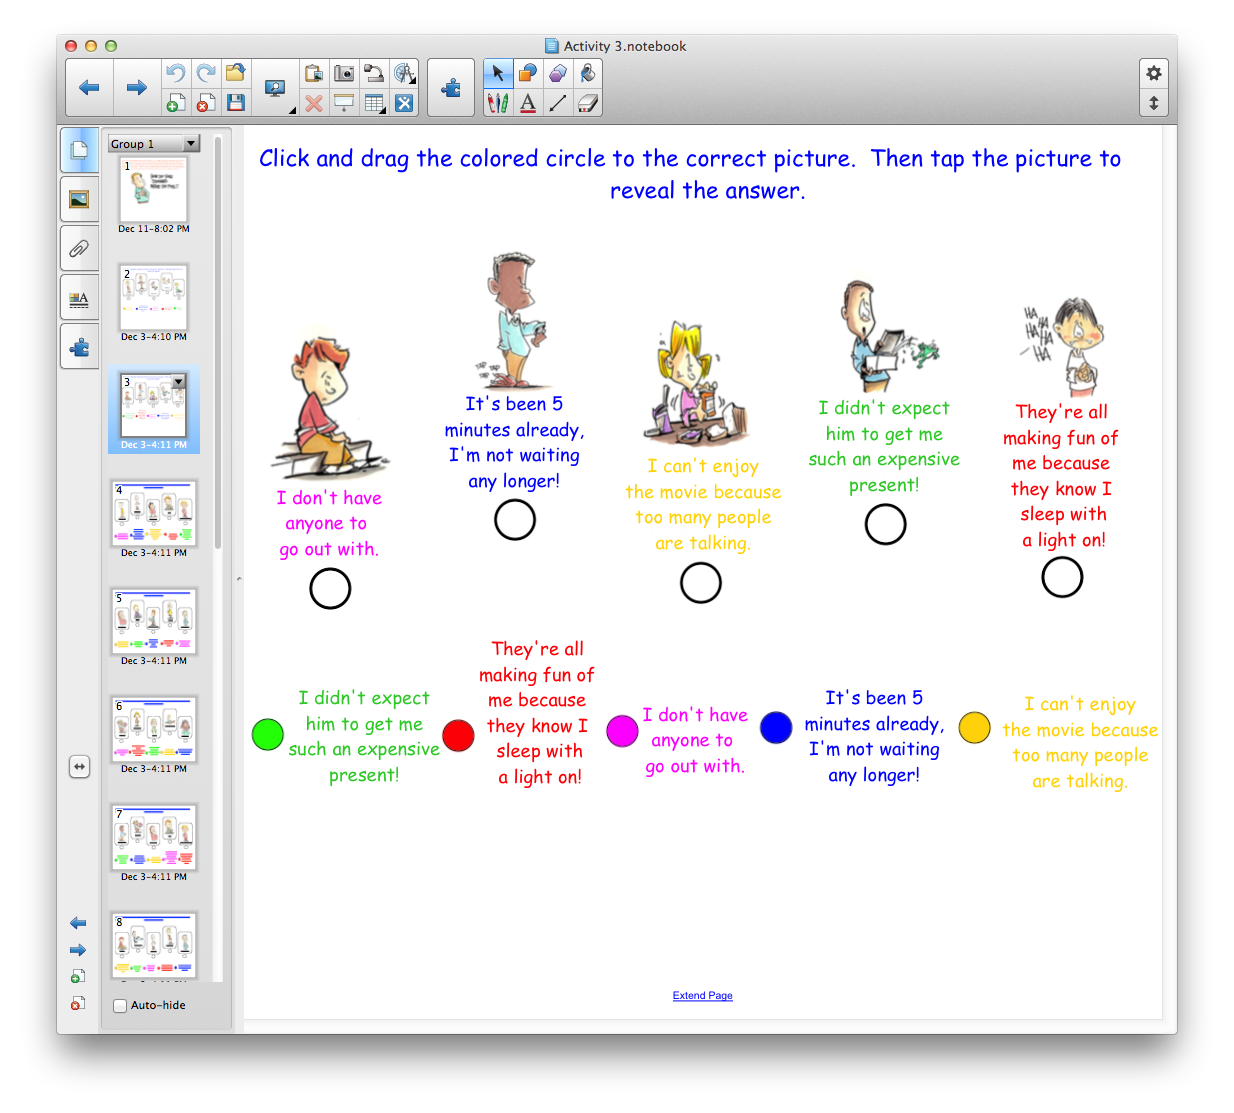 Activity 3.notebook
Group 1
1
Dec 11-8:02 PM
2
Dec 3-4:10 PM
3
Dec 3-4:11 PM
4
Dec 3-4:11 PM
5
Dec 3-4:11 PM
6
Dec 3-4:11 PM
7
Dec 3-4:11 PM
8
Auto-hide
Click and drag the colored circle to the correct picture. Then tap the picture to
reveal the answer.
I don't have
anyone to
go out with.
TAP TAP
TAP
It's been 5
minutes already,
I'm not waiting
any longer!
I can't enjoy
the movie because
too many people
are talking.
I didn't expect
him to get me
such an expensive
present!
HA
HA
HA
HA
HA
They're all
making fun of
me because
they know I
sleep with
a light on!
I didn't expect
him to get me
such an expensive
present!
They're all
making fun of
me because
they know I
sleep with
a light on!
I don't have
anyone to
go out with.
It's been 5
minutes already,
I'm not waiting
any longer!
I can't enjoy
the movie because
too many people
are talking.
Extend Page